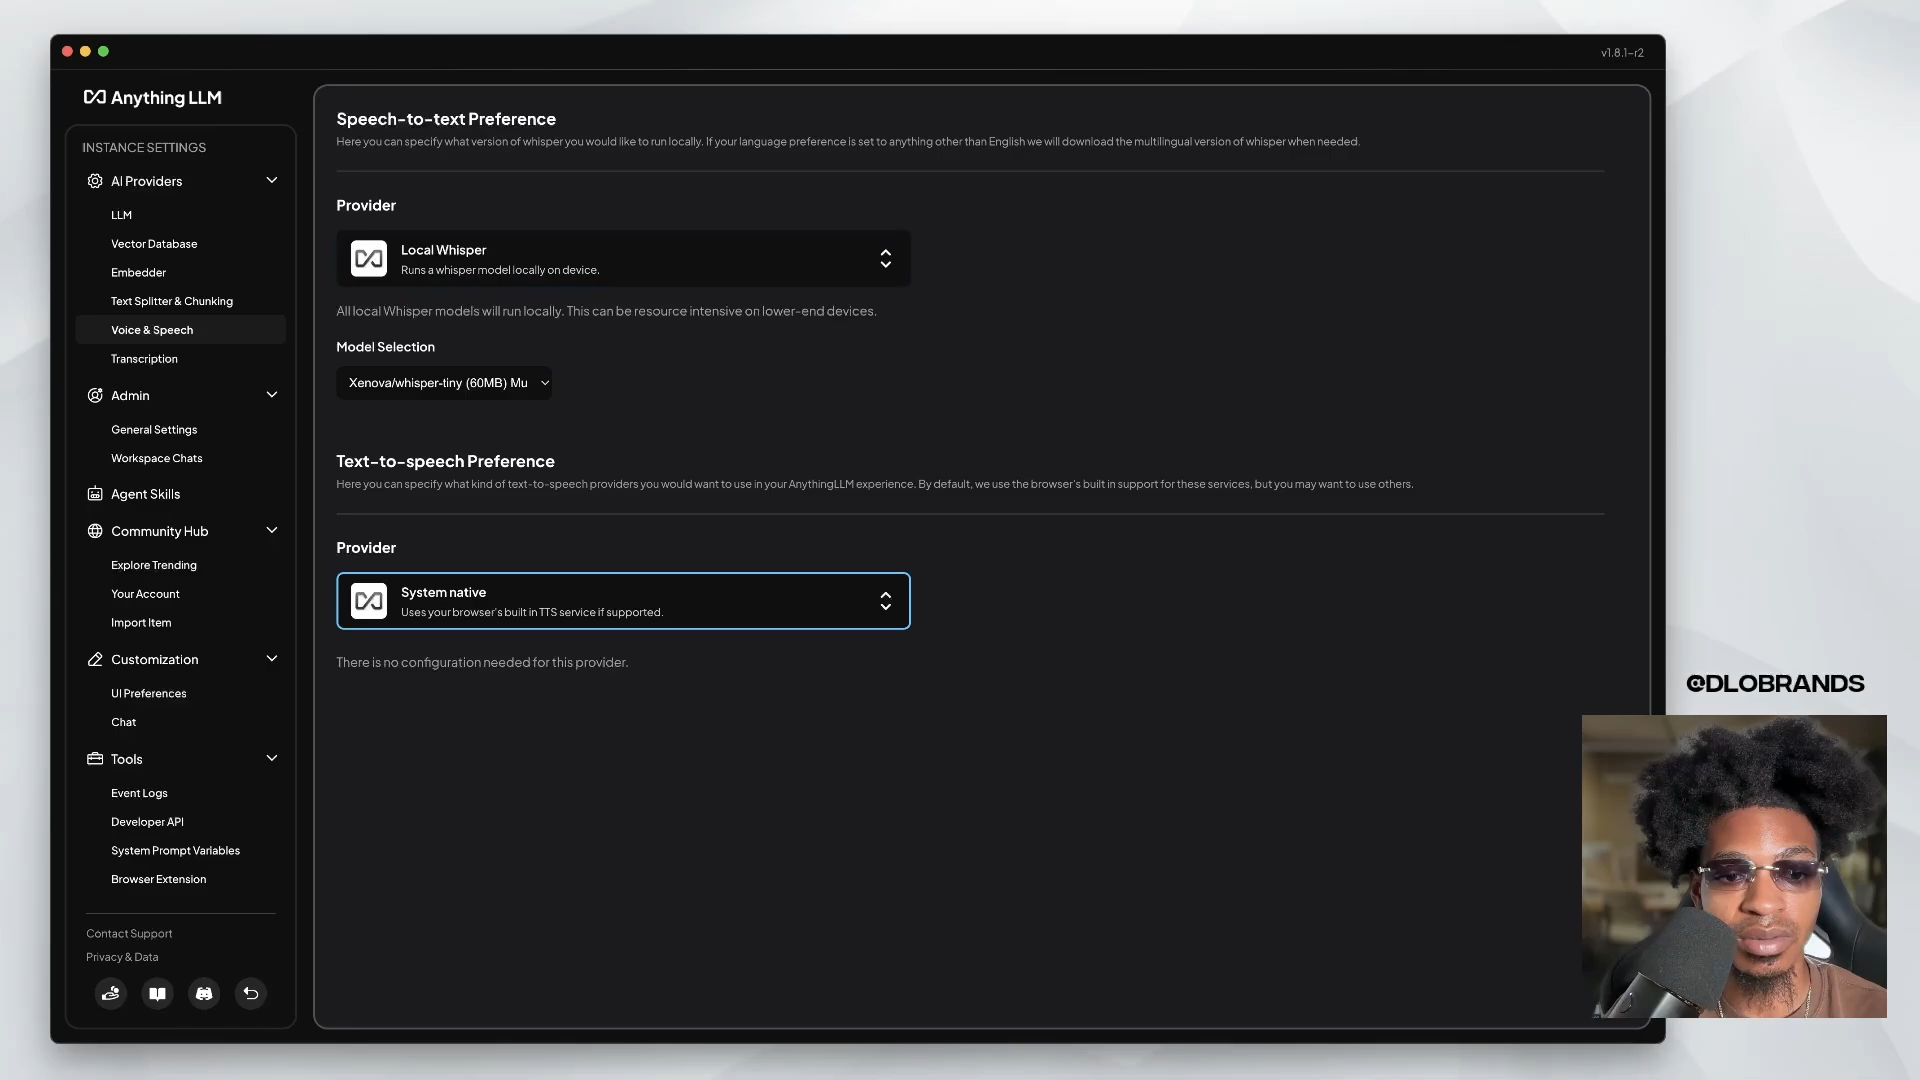 v1.8.1-r2
Anything LLM
INSTANCE SETTINGS
AI Providers
LLM
Vector Database
Embedder
Text Splitter & Chunking
Voice & Speech
Transcription
Admin
General Settings
Workspace Chats
Agent Skills
Community Hub
Explore Trending
Your Account
Import Item
Customization
UI Preferences
Chat
Tools
Event Logs
Developer API
System Prompt Variables
Browser Extension
Contact Support
Privacy & Data
Speech-to-text Preference
Here you can specify what version of whisper you would like to run locally. If your language preference is set to anything other than English we will download the multilingual version of whisper when needed.
Provider
Local Whisper
Runs a whisper model locally on device.
All local Whisper models will run locally. This can be resource intensive on lower-end devices.
Model Selection
Xenova/whisper-tiny (60MB) Mu
Text-to-speech Preference
Here you can specify what kind of text-to-speech providers you would want to use in your AnythingLLM experience. By default, we use the browser's built in support for these services, but you may want to use others.
Provider
System native
Uses your browser's built in TTS service if supported.
There is no configuration needed for this provider.
@DLOBRANDS